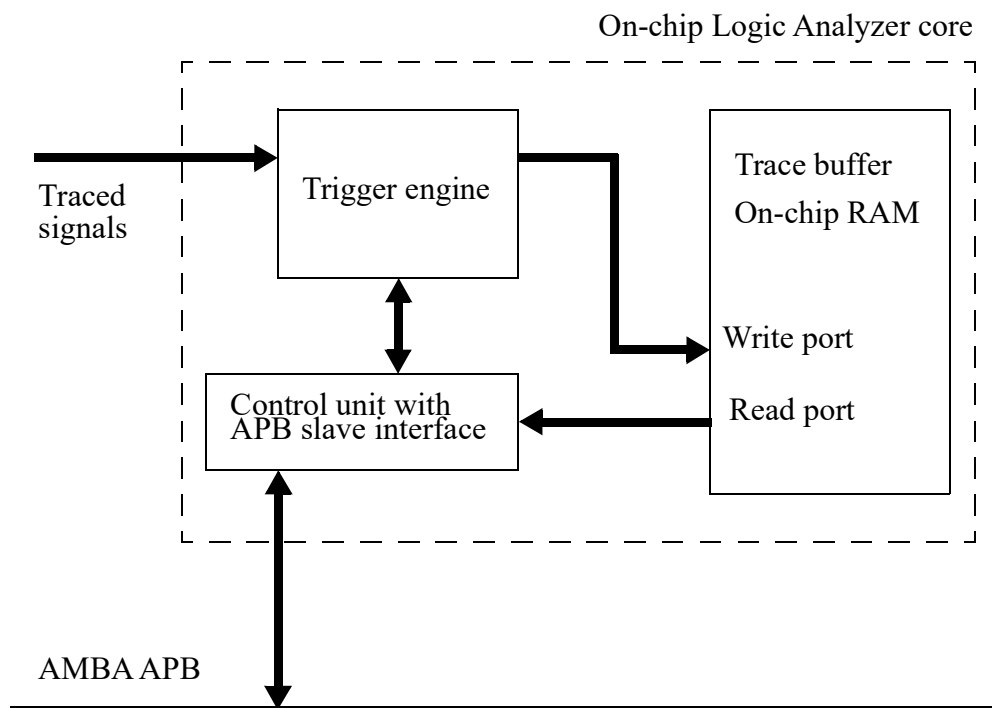 On-chip Logic Analyzer core
Traced
signals
Trigger engine
Trace buffer
On-chip RAM
Write port
Read port
Control unit with
APB slave interface
AMBA APB